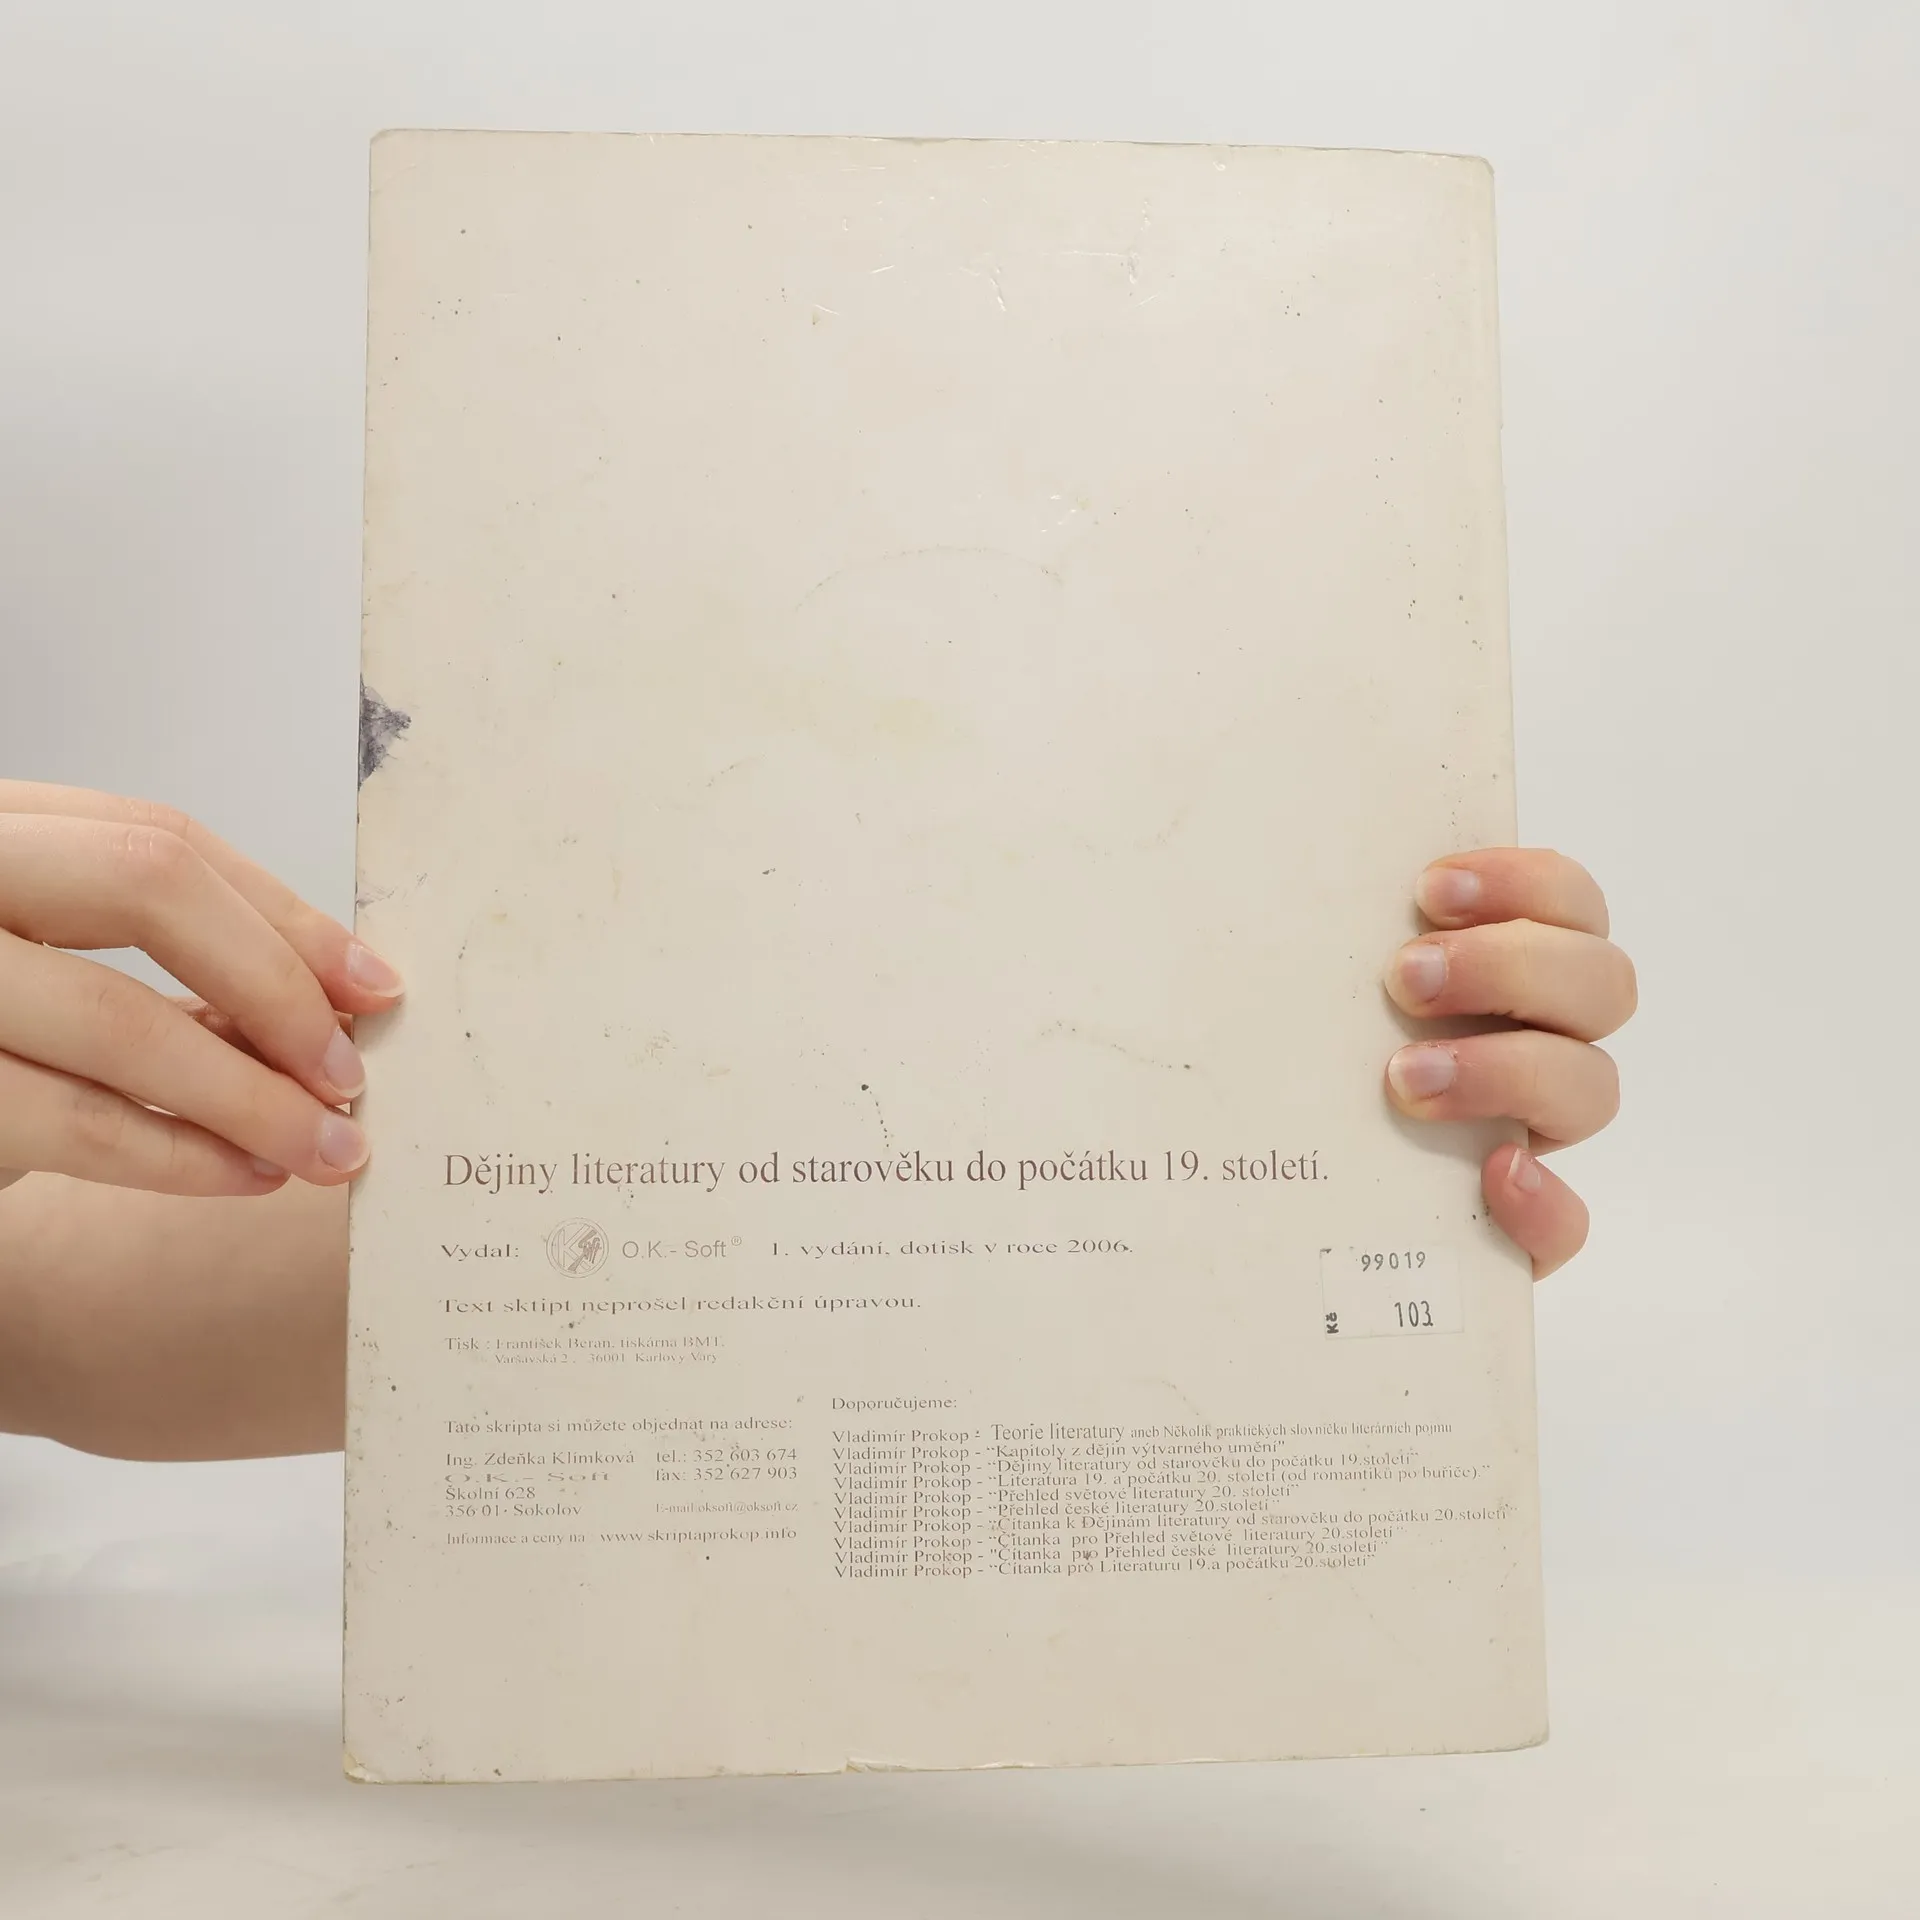 Dějiny literatury od starověku do počátku 19. století.
Vydal: O.K.- Soft ® 1. vydání, dotisk v roce 2006.
99019
Kč 103
Text sktipt neprošel redakční úpravou.
Tisk : František Beran, tiskárna BMT,
Varšavská 2 , 36001 Karlovy Vary
Tato skripta si můžete objednat na adrese:
Ing. Zdeňka Klimková tel.: 352 603 674
O.K.- Soft fax: 352 627 903
Školní 628
356 01 Sokolov E-mail oksoft@oksoft.cz
Informace a ceny na www.skriptaprokop.info
Doporučujeme:
Vladimír Prokop - Teorie literatury aneb Několik praktických slovníčku literárních pojmu
Vladimír Prokop - "Kapitoly z dějin výtvarného umění"
Vladimír Prokop - "Dějiny literatury od starověku do počátku 19.století"
Vladimír Prokop - "Literatura 19. a počátku 20. století (od romantiků po buřiče)."
Vladimír Prokop - "Přehled světové literatury 20. století"
Vladimír Prokop - "Přehled české literatury 20.století"
Vladimír Prokop - "Čítanka k Dějinám literatury od starověku do počátku 20.století"
Vladimír Prokop - "Čítanka pro Přehled světové literatury 20.století"
Vladimír Prokop - "Čítanka pro Přehled české literatury 20.století"
Vladimír Prokop - "Čítanka pro Literaturu 19.a počátku 20.století"